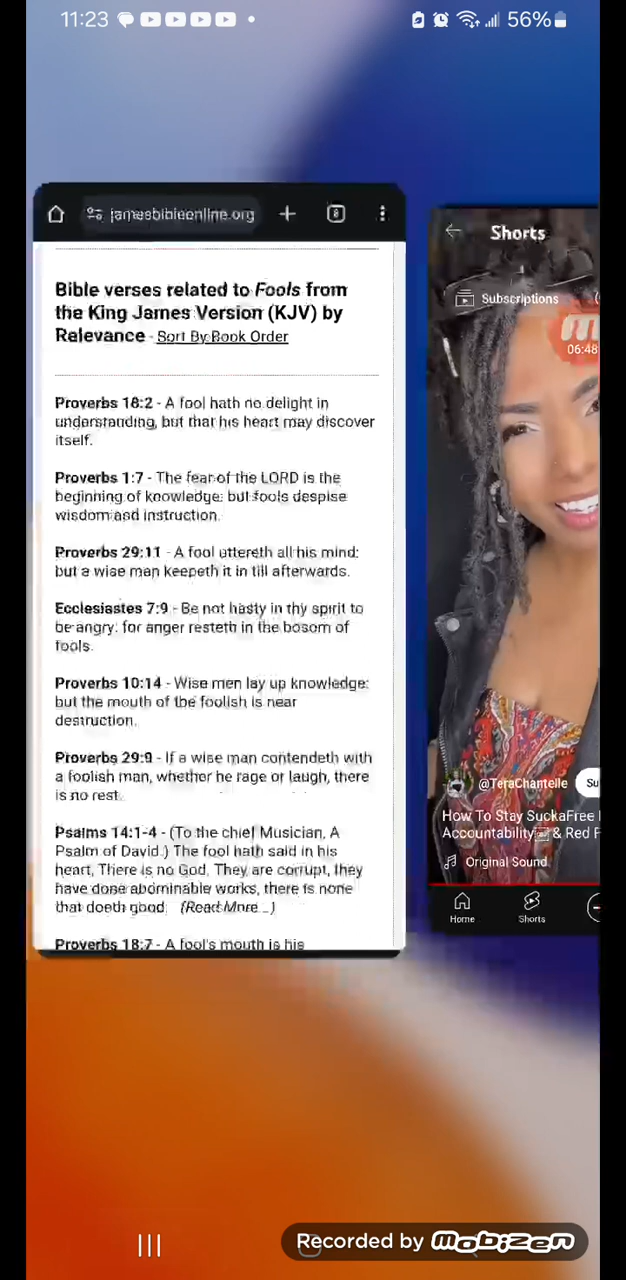 11:23
56%
jamesbibleonline.org
Bible verses related to Fools from
the King James Version (KJV) by
Relevance - Sort By Book Order
Proverbs 18:2 - A fool hath no delight in
understanding, but that his heart may discover
itself.
Proverbs 1:7 - The fear of the LORD is the
beginning of knowledge: but fools despise
wisdom and instruction.
Proverbs 29:11 - A fool uttereth all his mind:
but a wise man keepeth it in till afterwards.
Ecclesiastes 7:9 - Be not hasty in thy spirit to
be angry: for anger resteth in the bosom of
fools.
Proverbs 10:14 - Wise men lay up knowledge:
but the mouth of the foolish is near
destruction.
Proverbs 29:9 - If a wise man contendeth with
a foolish man, whether he rage or laugh, there
is no rest.
Psalms 14:1-4 - (To the chief Musician, A
Psalm of David.) The fool hath said in his
heart, There is no God. They are corrupt, they
have done abominable works, there is none
that doeth good. (Read More...)
Proverbs 18:7 - A fool's mouth is his
Shorts
Subscriptions
06:48
@TeraChantelle
How To Stay SuckaFree
Accountability & Red
Original Sound
Home
Shorts
Recorded by mobizen